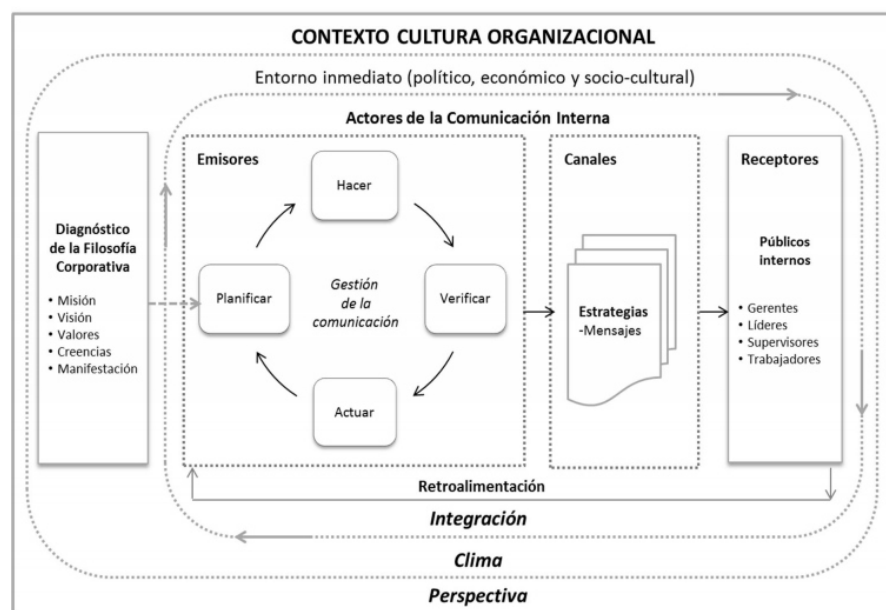 CONTEXTO CULTURA ORGANIZACIONAL
Entorno inmediato (político, económico y socio-cultural)
Actores de la Comunicación Interna
Diagnóstico
de la Filosofía
Corporativa
• Misión
• Visión
• Valores
• Creencias
• Manifestación
Emisores
Hacer
Planificar
Gestión
de la
comunicación
Verificar
Actuar
Canales
Estrategias
-Mensajes
Receptores
Públicos
internos
• Gerentes
• Líderes
• Supervisores
• Trabajadores
Retroalimentación
Integración
Clima
Perspectiva